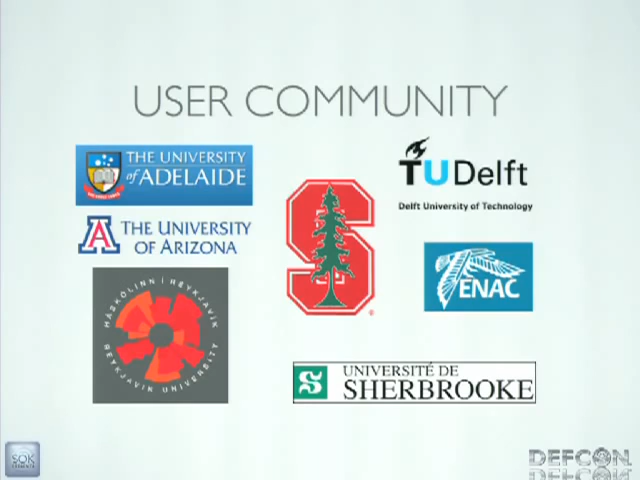 USER COMMUNITY
THE UNIVERSITY
of ADELAIDE
TU Delft
Delft University of Technology
THE UNIVERSITY
OF ARIZONA
S
ENAC
HÁSKÓLINN Í REYKJAVÍK
REYKJAVIK UNIVERSITY
UNIVERSITÉ DE
SHERBROOKE
SOK
DEFCON